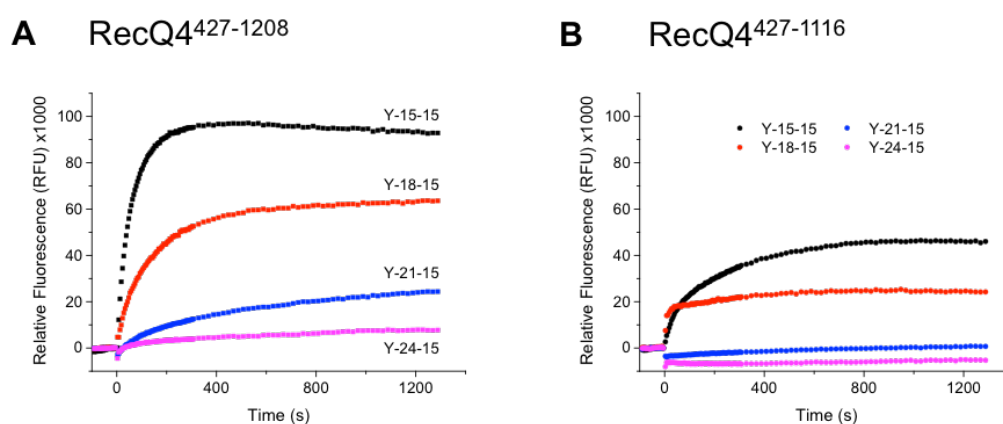 A RecQ4⁴²⁷⁻¹²⁰⁸
Relative Fluorescence (RFU) x1000
100
80
60
40
20
0
Y-15-15
Y-18-15
Y-21-15
Y-24-15
0 400 800 1200
Time (s)
B RecQ4⁴²⁷⁻¹¹¹⁶
Relative Fluorescence (RFU) x1000
100
80
60
40
20
0
Y-15-15 Y-21-15
Y-18-15 Y-24-15
0 400 800 1200
Time (s)